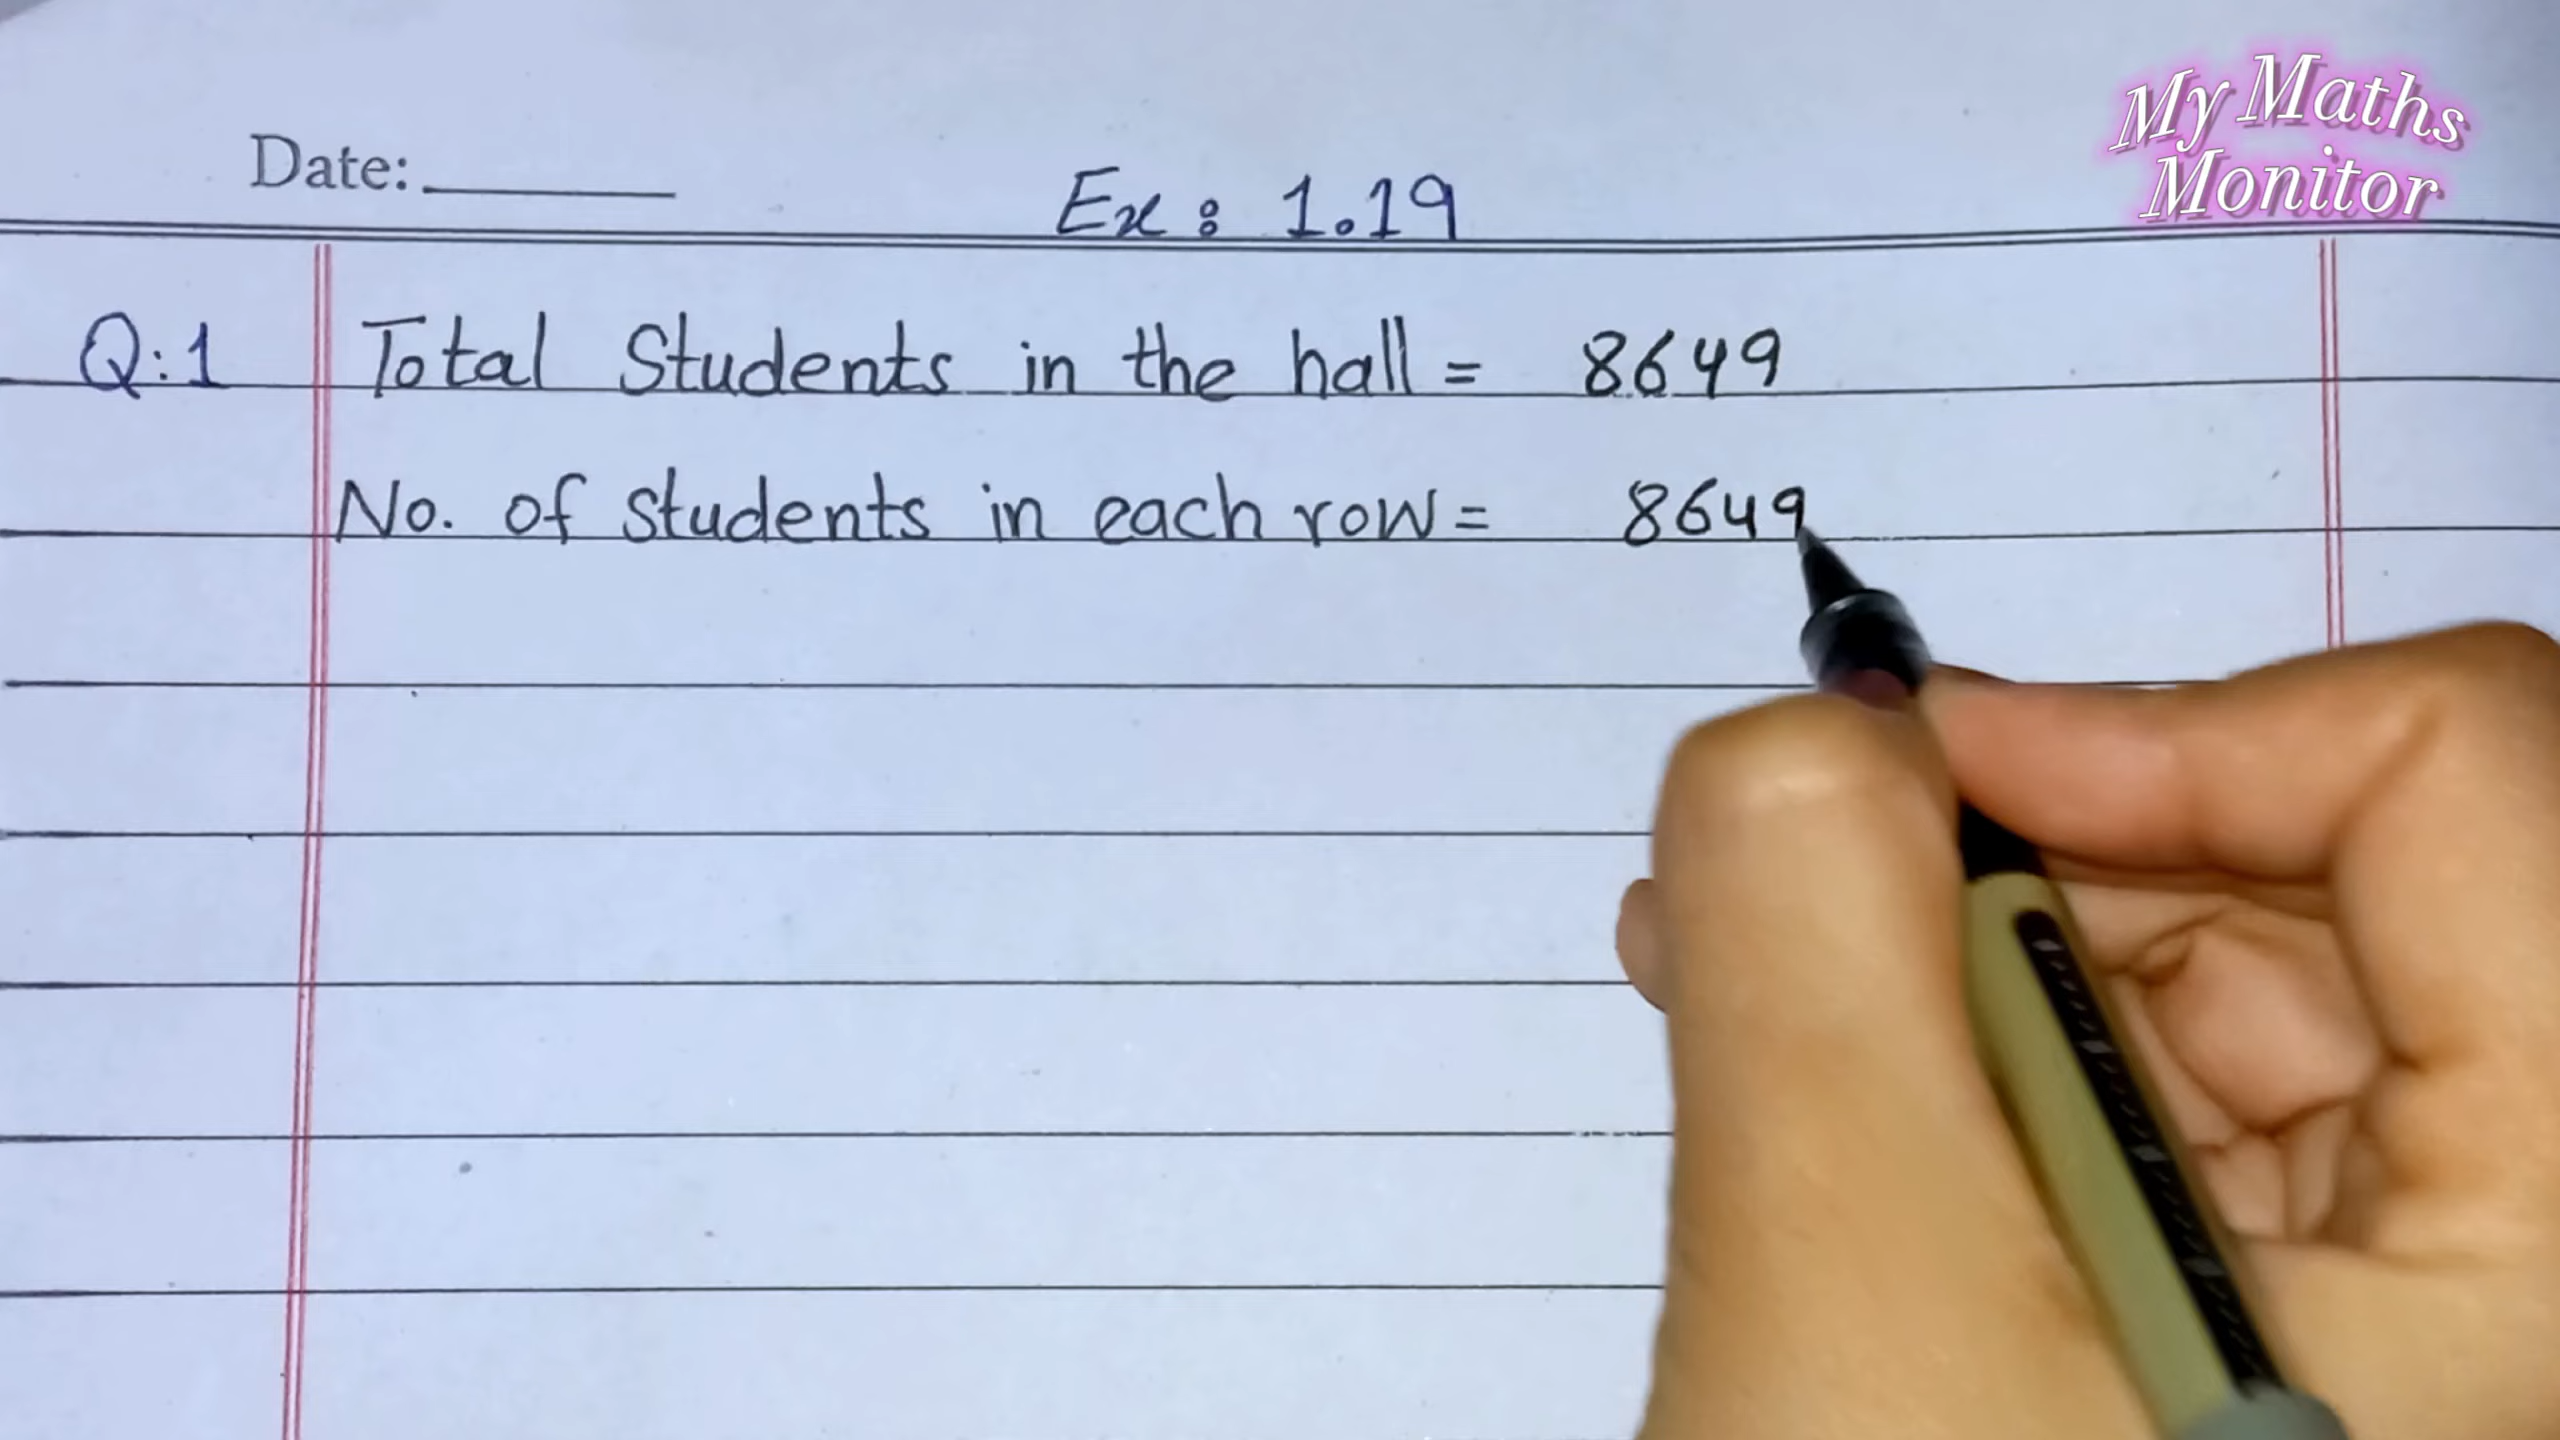 My Maths
Monitor
Date:
Ex : 1.19
Q:1 Total Students in the hall = 8649
No. of students in each row = 8649